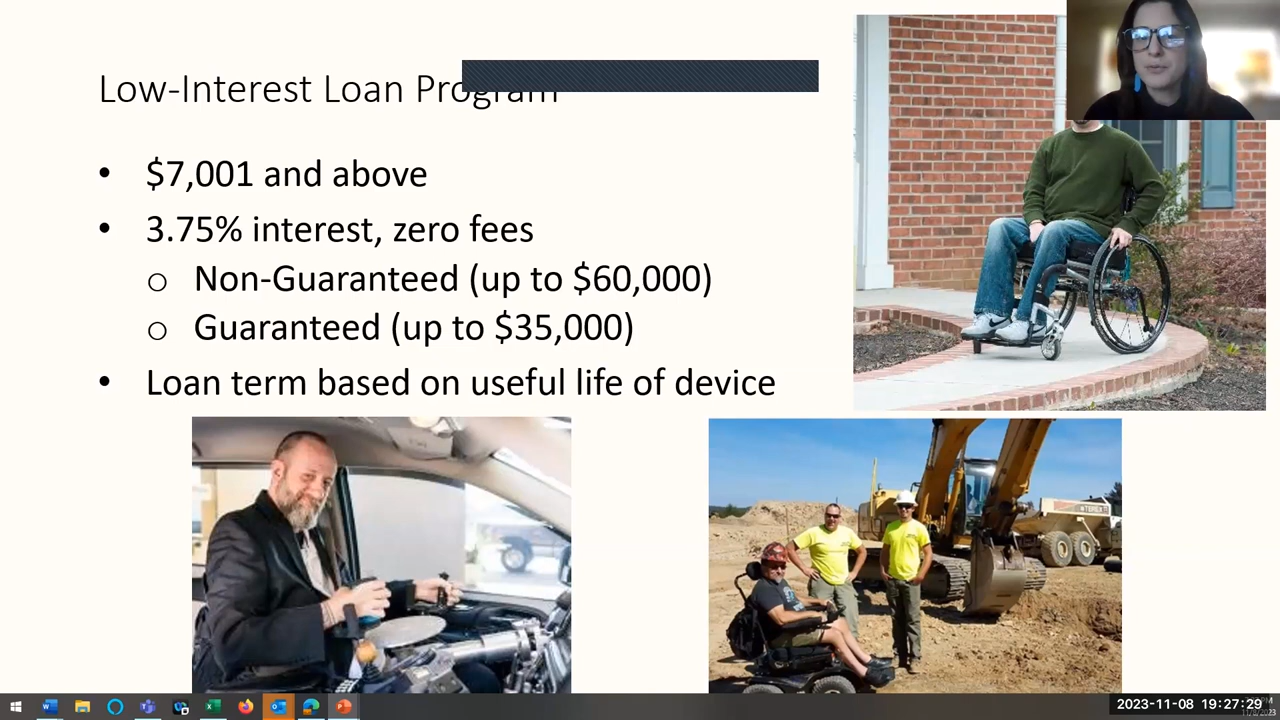 Low-Interest Loan Program
• $7,001 and above
• 3.75% interest, zero fees
o Non-Guaranteed (up to $60,000)
o Guaranteed (up to $35,000)
• Loan term based on useful life of device
2023-11-08 19:27:29